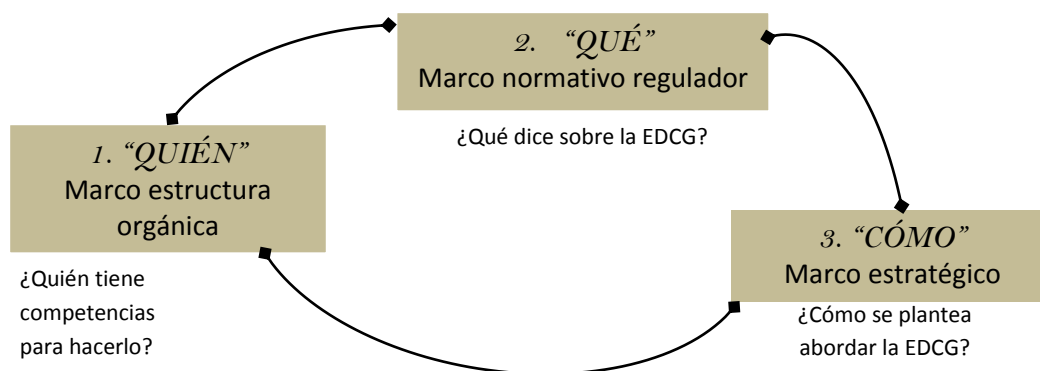 1. “QUIÉN”
Marco estructura
orgánica
¿Quién tiene
competencias
para hacerlo?
2. “QUÉ”
Marco normativo regulador
¿Qué dice sobre la EDCG?
3. “CÓMO”
Marco estratégico
¿Cómo se plantea
abordar la EDCG?